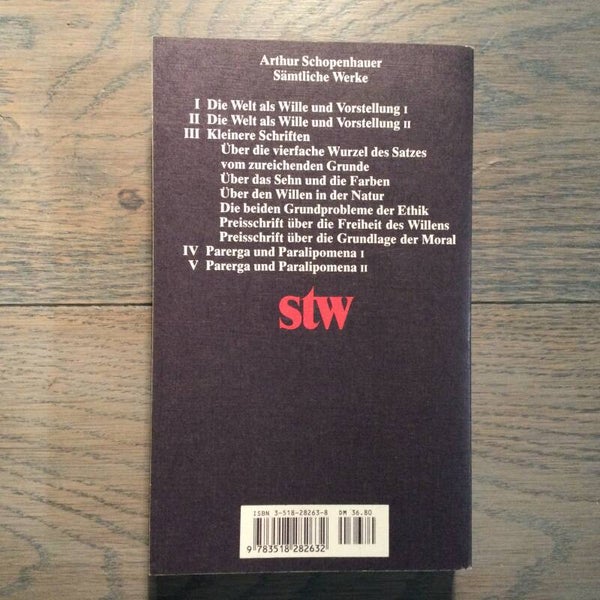 Arthur Schopenhauer
Sämtliche Werke
I Die Welt als Wille und Vorstellung I
II Die Welt als Wille und Vorstellung II
III Kleinere Schriften
Über die vierfache Wurzel des Satzes
vom zureichenden Grunde
Über das Sehn und die Farben
Über den Willen in der Natur
Die beiden Grundprobleme der Ethik
Preisschrift über die Freiheit des Willens
Preisschrift über die Grundlage der Moral
IV Parerga und Paralipomena I
V Parerga und Paralipomena II
stw
ISBN 3-518-28263-8 DM 36.80
9 783518 282632